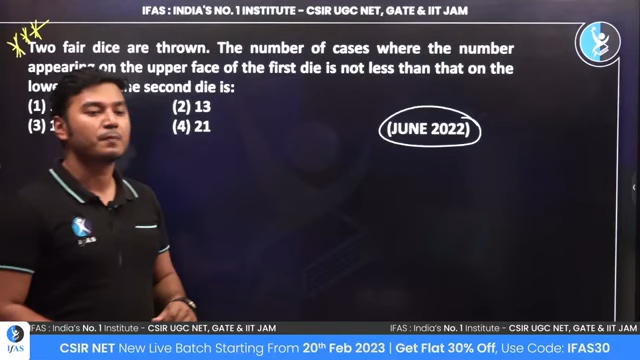 IFAS: INDIA'S NO. 1 INSTITUTE - CSIR UGC NET, GATE & IIT JAM
Two fair dice are thrown. The number of cases where the number
appearing on the upper face of the first die is not less than that on the
the second die is:
(1) (2) 13
(3) (4) 21
(JUNE 2022)
IFAS
IFAS : India's No. 1 Institute - CSIR UGC NET, GATE & IIT JAM
IFAS : India's No. 1 Institute - CSIR UGC NET, GATE & IIT JAM
iFAS
CSIR NET New Live Batch Starting From 20th Feb 2023 | Get Flat 30% Off, Use Code: IFAS30